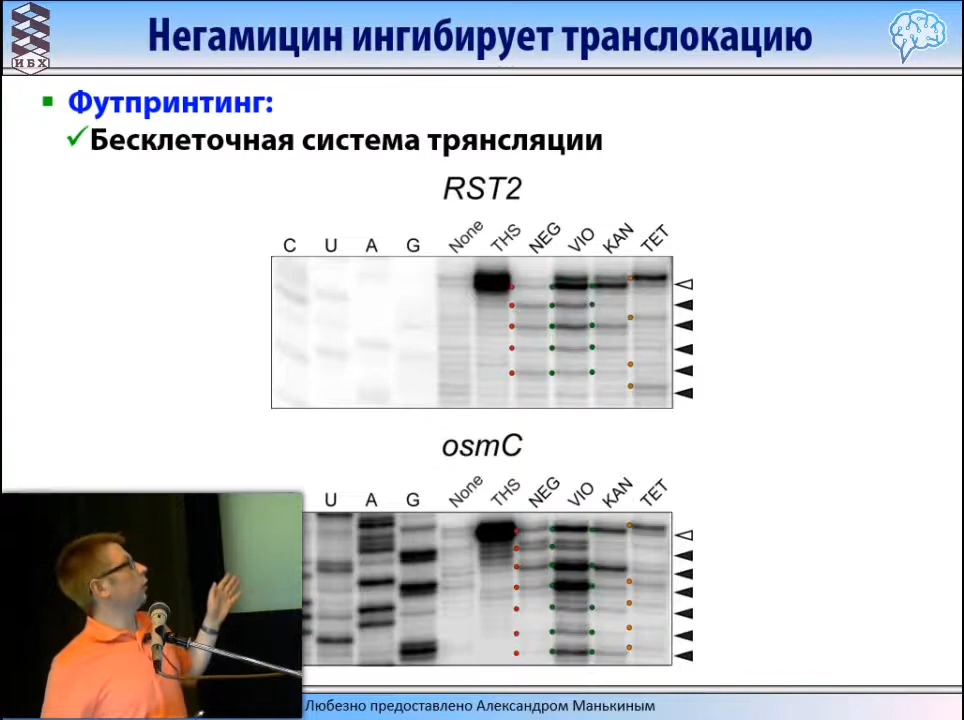 Негамицин ингибирует транслокацию
ИБХ
Футпринтинг:
Бесклеточная система трянсляции
RST2
C U A G None THS NEG VIO KAN TET
osmC
U A G None THS NEG VIO KAN TET
Любезно предоставлено Александром Манькиным